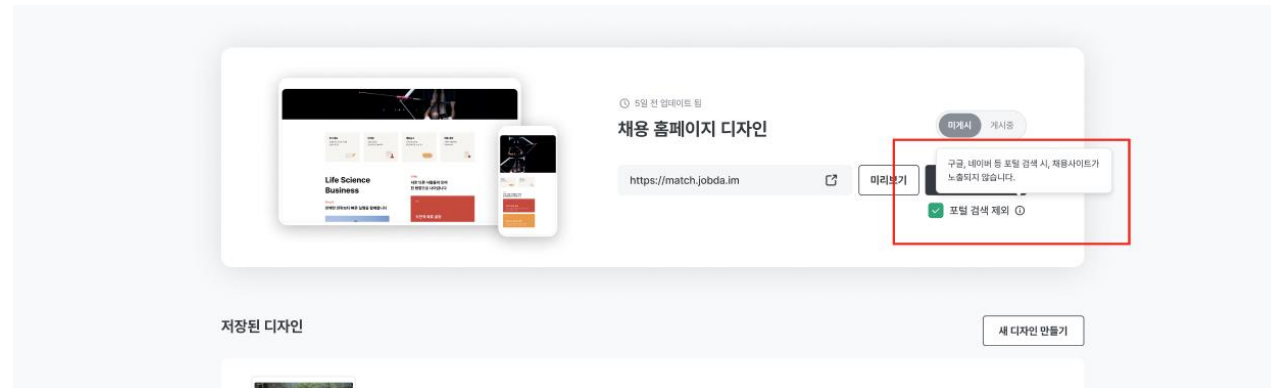 5일 전 업데이트 됨
채용 홈페이지 디자인
미게시 게시중
구글, 네이버 등 포털 검색 시, 채용사이트가
노출되지 않습니다.
https://match.jobda.im
미리보기
포털 검색 제외
Life Science
Business
저장된 디자인
새 디자인 만들기